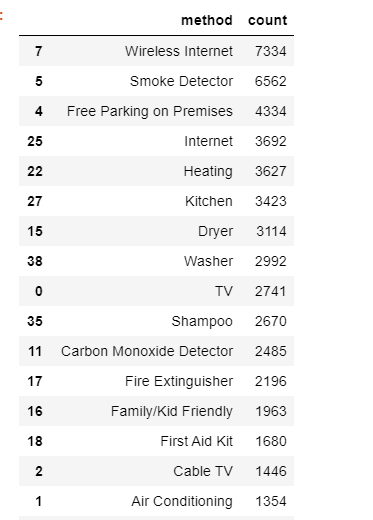 method count
7 Wireless Internet 7334
5 Smoke Detector 6562
4 Free Parking on Premises 4334
25 Internet 3692
22 Heating 3627
27 Kitchen 3423
15 Dryer 3114
38 Washer 2992
0 TV 2741
35 Shampoo 2670
11 Carbon Monoxide Detector 2485
17 Fire Extinguisher 2196
16 Family/Kid Friendly 1963
18 First Aid Kit 1680
2 Cable TV 1446
1 Air Conditioning 1354